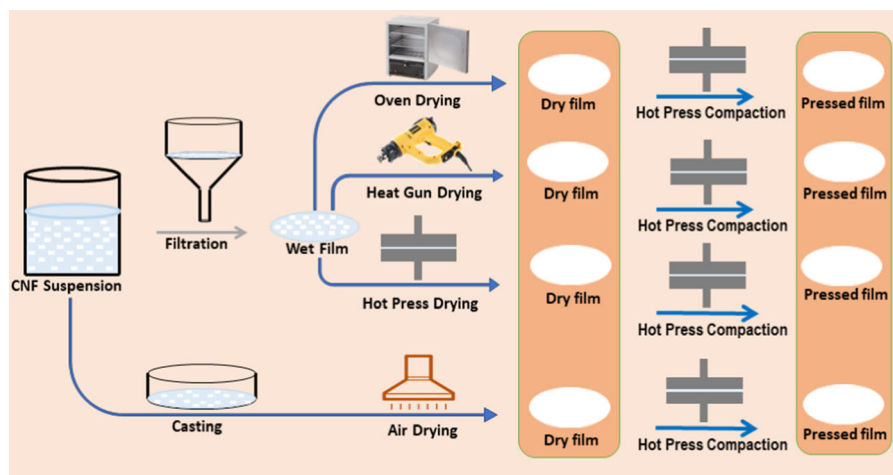 Oven Drying
Dry film
Hot Press Compaction
Pressed film
Heat Gun Drying
Dry film
Hot Press Compaction
Pressed film
Filtration
Wet Film
CNF Suspension
Hot Press Drying
Dry film
Hot Press Compaction
Pressed film
Casting
Air Drying
Dry film
Hot Press Compaction
Pressed film